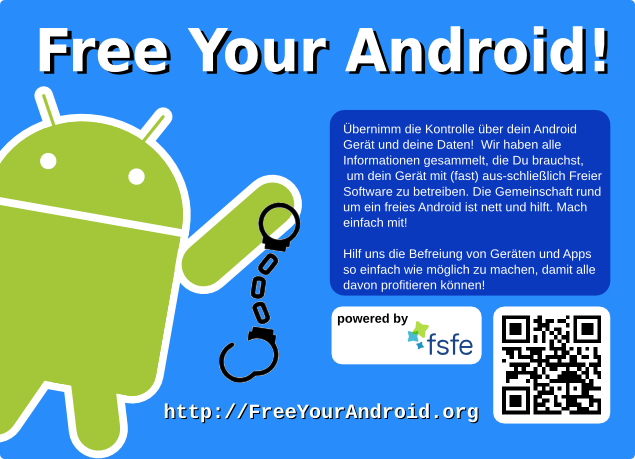 Free Your Android!
Übernimm die Kontrolle über dein Android
Gerät und deine Daten!  Wir haben alle
Informationen gesammelt, die Du brauchst,
um dein Gerät mit (fast) aus-schließlich Freier
Software zu betreiben. Die Gemeinschaft rund
um ein freies Android ist nett und hilft. Mach
einfach mit!
Hilf uns die Befreiung von Geräten und Apps
so einfach wie möglich zu machen, damit alle
davon profitieren können!
powered by
fsfe
http://FreeYourAndroid.org